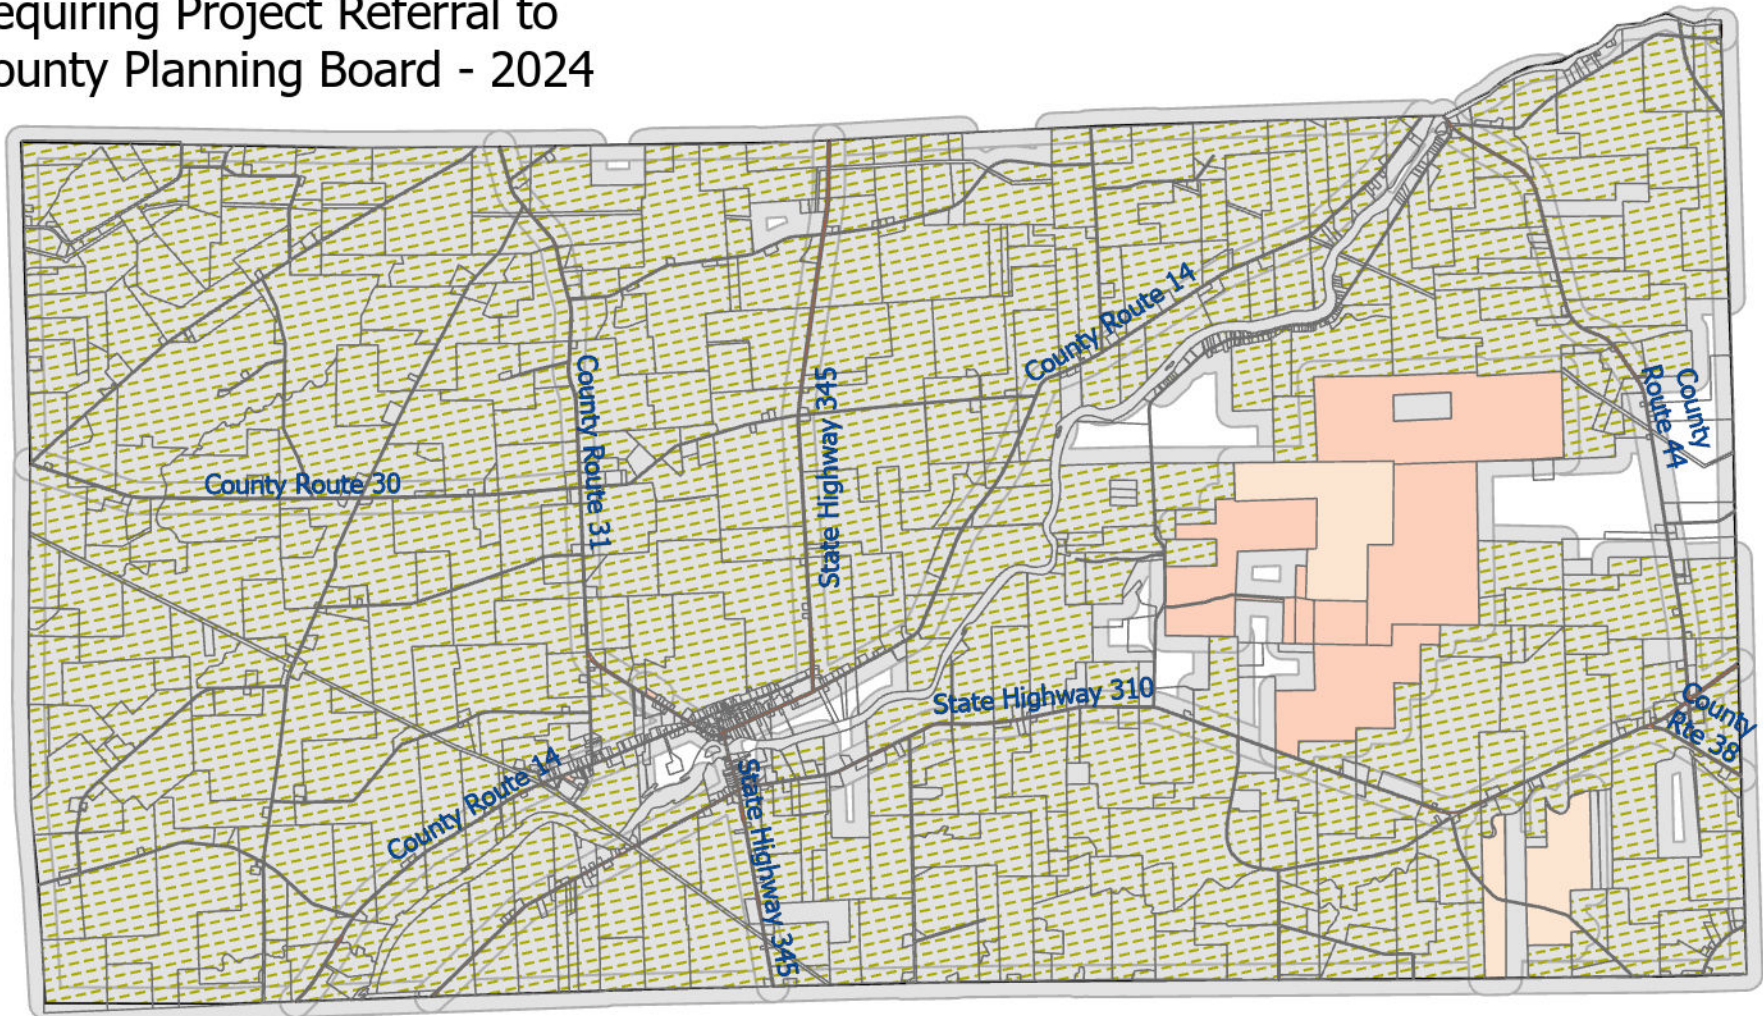 equiring Project Referral to
ounty Planning Board - 2024
County Route 14
County Route 31
State Highway 345
County
Route 44
County Route 30
State Highway 310
County
Rte 38
County Route 14
State Highway 345